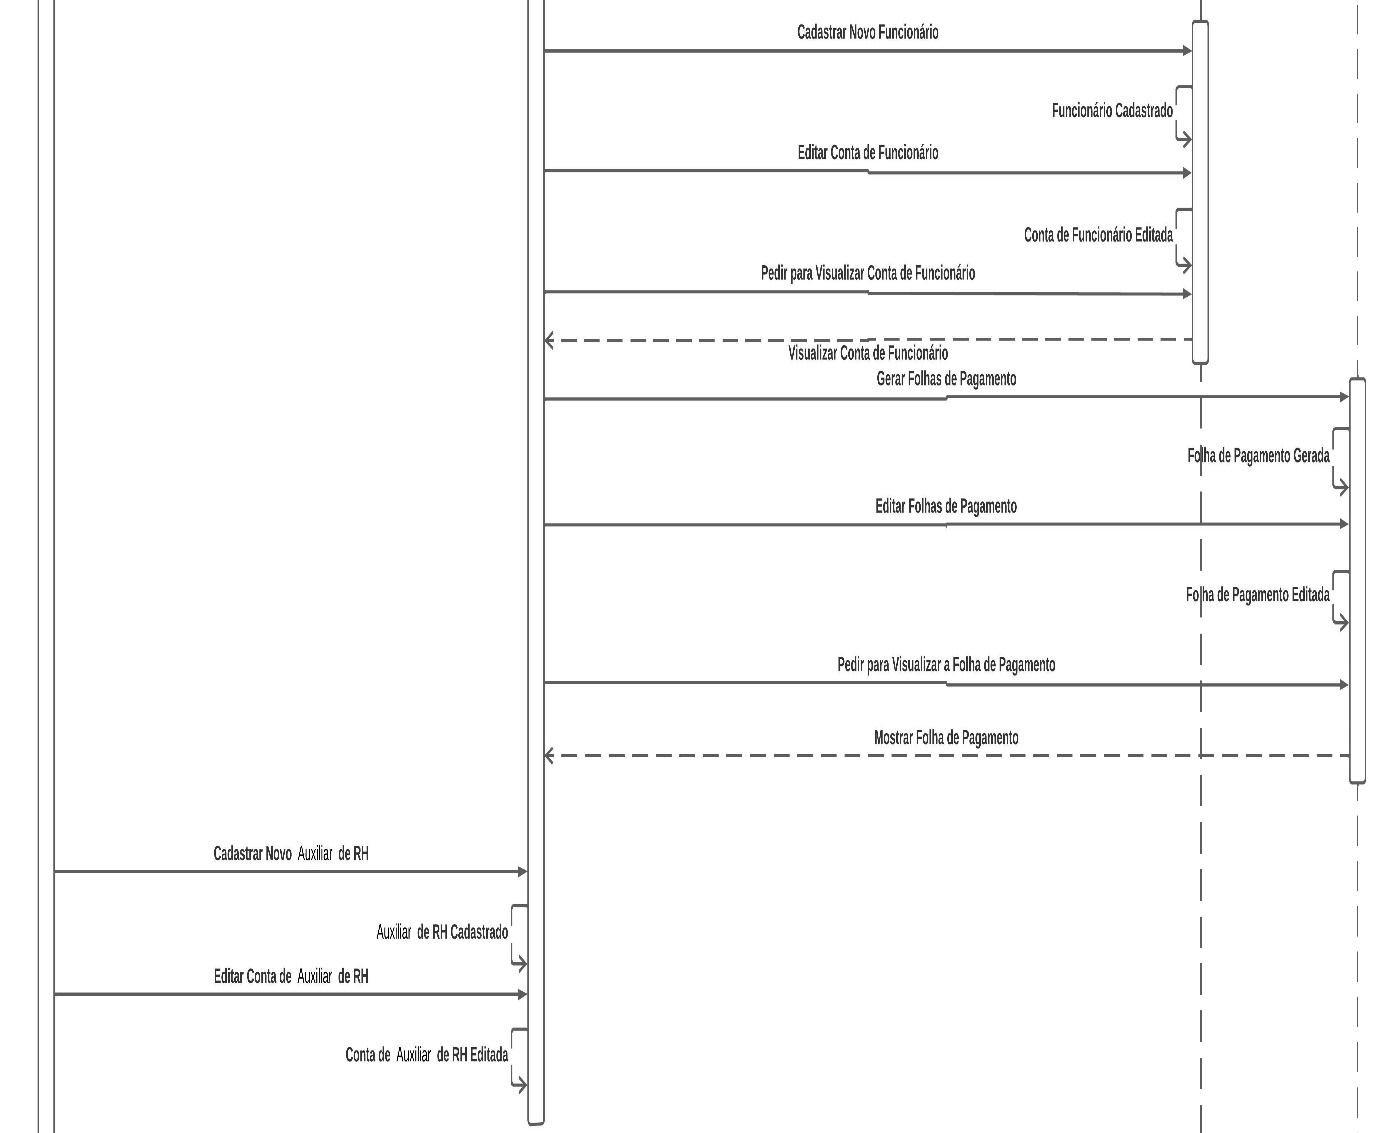 Cadastrar Novo Funcionário
Funcionário Cadastrado
Editar Conta de Funcionário
Conta de Funcionário Editada
Pedir para Visualizar Conta de Funcionário
Visualizar Conta de Funcionário
Gerar Folhas de Pagamento
Folha de Pagamento Gerada
Editar Folhas de Pagamento
Folha de Pagamento Editada
Pedir para Visualizar a Folha de Pagamento
Mostrar Folha de Pagamento
Cadastrar Novo Auxiliar de RH
Auxiliar de RH Cadastrado
Editar Conta de Auxiliar de RH
Conta de Auxiliar de RH Editada